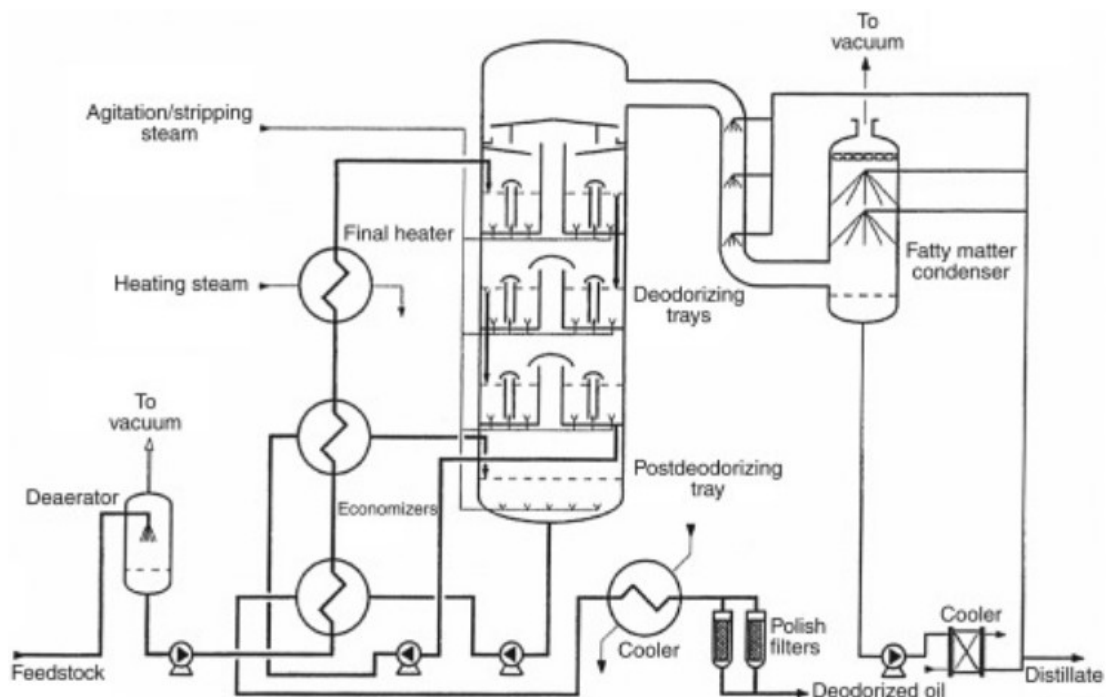 To
vacuum
Agitation/stripping
steam
Final heater
Heating steam
Fatty matter
condenser
Deodorizing
trays
To
vacuum
Deaerator
Economizers
Postdeodorizing
tray
Feedstock
Cooler
Polish
filters
Deodorized oil
Cooler
Distillate